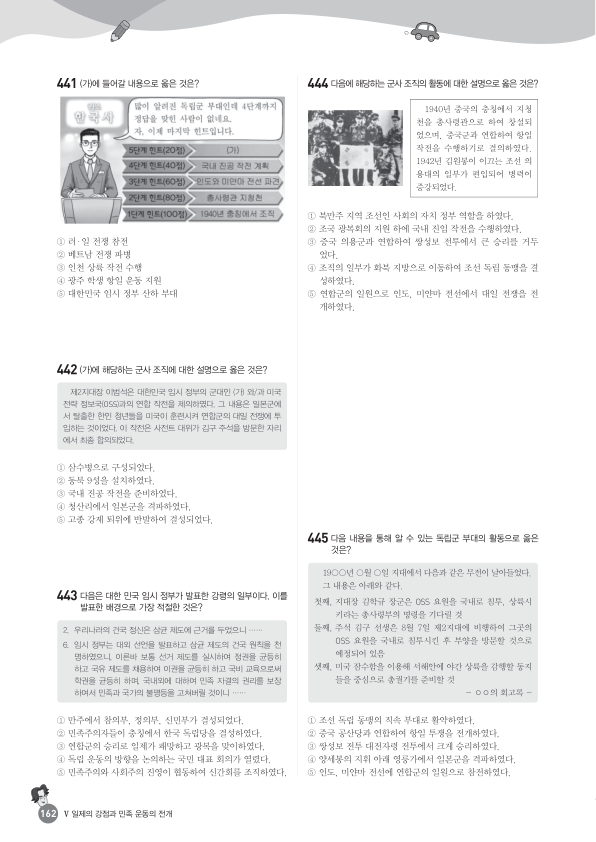 441 (가)에 들어갈 내용으로 옳은 것은?
도전
한국사
많이 알려진 독립군 부대인데 4단계까지
정답을 맞힌 사람이 없네요.
자, 이제 마지막 힌트입니다.
5단계 힌트(20점) (가)
4단계 힌트(40점) 국내 진공 작전 계획
3단계 힌트(60점) 인도와 미얀마 전선 파견
2단계 힌트(80점) 총사령관 지청천
1단계 힌트(100점) 1940년 충칭에서 조직
① 러·일 전쟁 참전
② 베트남 전쟁 파병
③ 인천 상륙 작전 수행
④ 광주 학생 항일 운동 지원
⑤ 대한민국 임시 정부 산하 부대
442 (가)에 해당하는 군사 조직에 대한 설명으로 옳은 것은?
제2지대장 이범석은 대한민국 임시 정부의 군대인 (가) 와/과 미국
전략 정보국(OSS)과의 연합 작전을 제의하였다. 그 내용은 일본군에
서 탈출한 한인 청년들을 미국이 훈련시켜 연합군의 대일 전쟁에 투
입하는 것이었다. 이 작전은 사전트 대위가 김구 주석을 방문한 자리
에서 최종 합의되었다.
① 삼수병으로 구성되었다.
② 동북 9성을 설치하였다.
③ 국내 진공 작전을 준비하였다.
④ 청산리에서 일본군을 격파하였다.
⑤ 고종 강제 퇴위에 반발하여 결성되었다.
443 다음은 대한 민국 임시 정부가 발표한 강령의 일부이다. 이를
발표한 배경으로 가장 적절한 것은?
2. 우리나라의 건국 정신은 삼균 제도에 근거를 두었으니 ……
6. 임시 정부는 대외 선언을 발표하고 삼균 제도의 건국 원칙을 천
명하였으니, 이른바 보통 선거 제도를 실시하여 정권을 균등히
하고 국유 제도를 채용하여 이권을 균등히 하고 국비 교육으로써
학권을 균등히 하며, 국내외에 대하여 민족 자결의 권리를 보장
하여서 민족과 국가의 불평등을 고쳐버릴 것이니 ……
① 만주에서 참의부, 정의부, 신민부가 결성되었다.
② 민족주의자들이 충칭에서 한국 독립당을 결성하였다.
③ 연합군의 승리로 일제가 패망하고 광복을 맞이하였다.
④ 독립 운동의 방향을 논의하는 국민 대표 회의가 열렸다.
⑤ 민족주의와 사회주의 진영이 협동하여 신간회를 조직하였다.
162 Ⅴ 일제의 강점과 민족 운동의 전개
444 다음에 해당하는 군사 조직의 활동에 대한 설명으로 옳은 것은?
1940년 중국의 충칭에서 지청
천을 총사령관으로 하여 창설되
었으며, 중국군과 연합하여 항일
작전을 수행하기로 결의하였다.
1942년 김원봉이 이끄는 조선 의
용대의 일부가 편입되어 병력이
증강되었다.
① 북만주 지역 조선인 사회의 자치 정부 역할을 하였다.
② 조국 광복회의 지원 하에 국내 진입 작전을 수행하였다.
③ 중국 의용군과 연합하여 쌍성보 전투에서 큰 승리를 거두
었다.
④ 조직의 일부가 화북 지방으로 이동하여 조선 독립 동맹을 결
성하였다.
⑤ 연합군의 일원으로 인도, 미얀마 전선에서 대일 전쟁을 전
개하였다.
445 다음 내용을 통해 알 수 있는 독립군 부대의 활동으로 옳은
것은?
19○○년 ○월 ○일 지대에서 다음과 같은 무전이 날아들었다.
그 내용은 아래와 같다.
첫째, 지대장 김학규 장군은 OSS 요원을 국내로 침투, 상륙시
키라는 총사령부의 명령을 기다릴 것
둘째, 주석 김구 선생은 8월 7일 제2지대에 비행하여 그곳의
OSS 요원을 국내로 침투시킨 후 부양을 방문할 것으로
예정되어 있음
셋째, 미국 잠수함을 이용해 서해안에 야간 상륙을 감행할 동지
들을 중심으로 총궐기를 준비할 것
- ㅇㅇ의 회고록 -
① 조선 독립 동맹의 직속 부대로 활약하였다.
② 중국 공산당과 연합하여 항일 투쟁을 전개하였다.
③ 쌍성보 전투 대전자령 전투에서 크게 승리하였다.
④ 양세봉의 지휘 아래 영릉가에서 일본군을 격파하였다.
⑤ 인도, 미얀마 전선에 연합군의 일원으로 참전하였다.